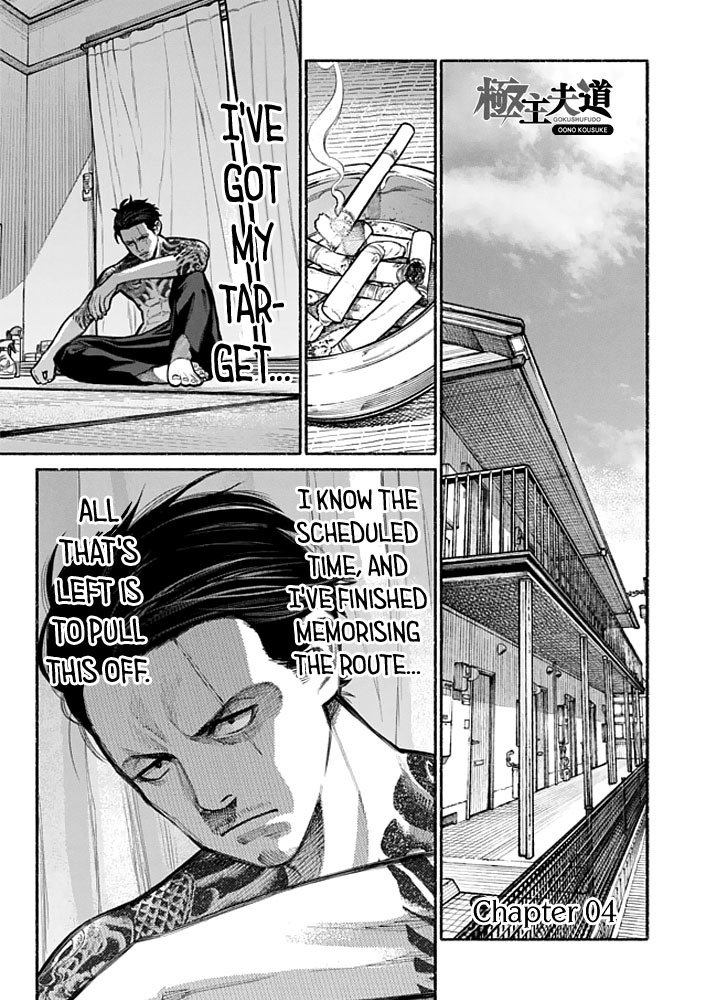 極主夫道
GOKUSHUFUDO
OONO KOUSUKE
Chapter 04
I'VE
GOT
MY
TAR-
GET...
I KNOW THE
SCHEDULED
TIME, AND
I'VE FINISHED
MEMORISING
THE ROUTE...
ALL
THAT'S
LEFT IS
TO PULL
THIS OFF.